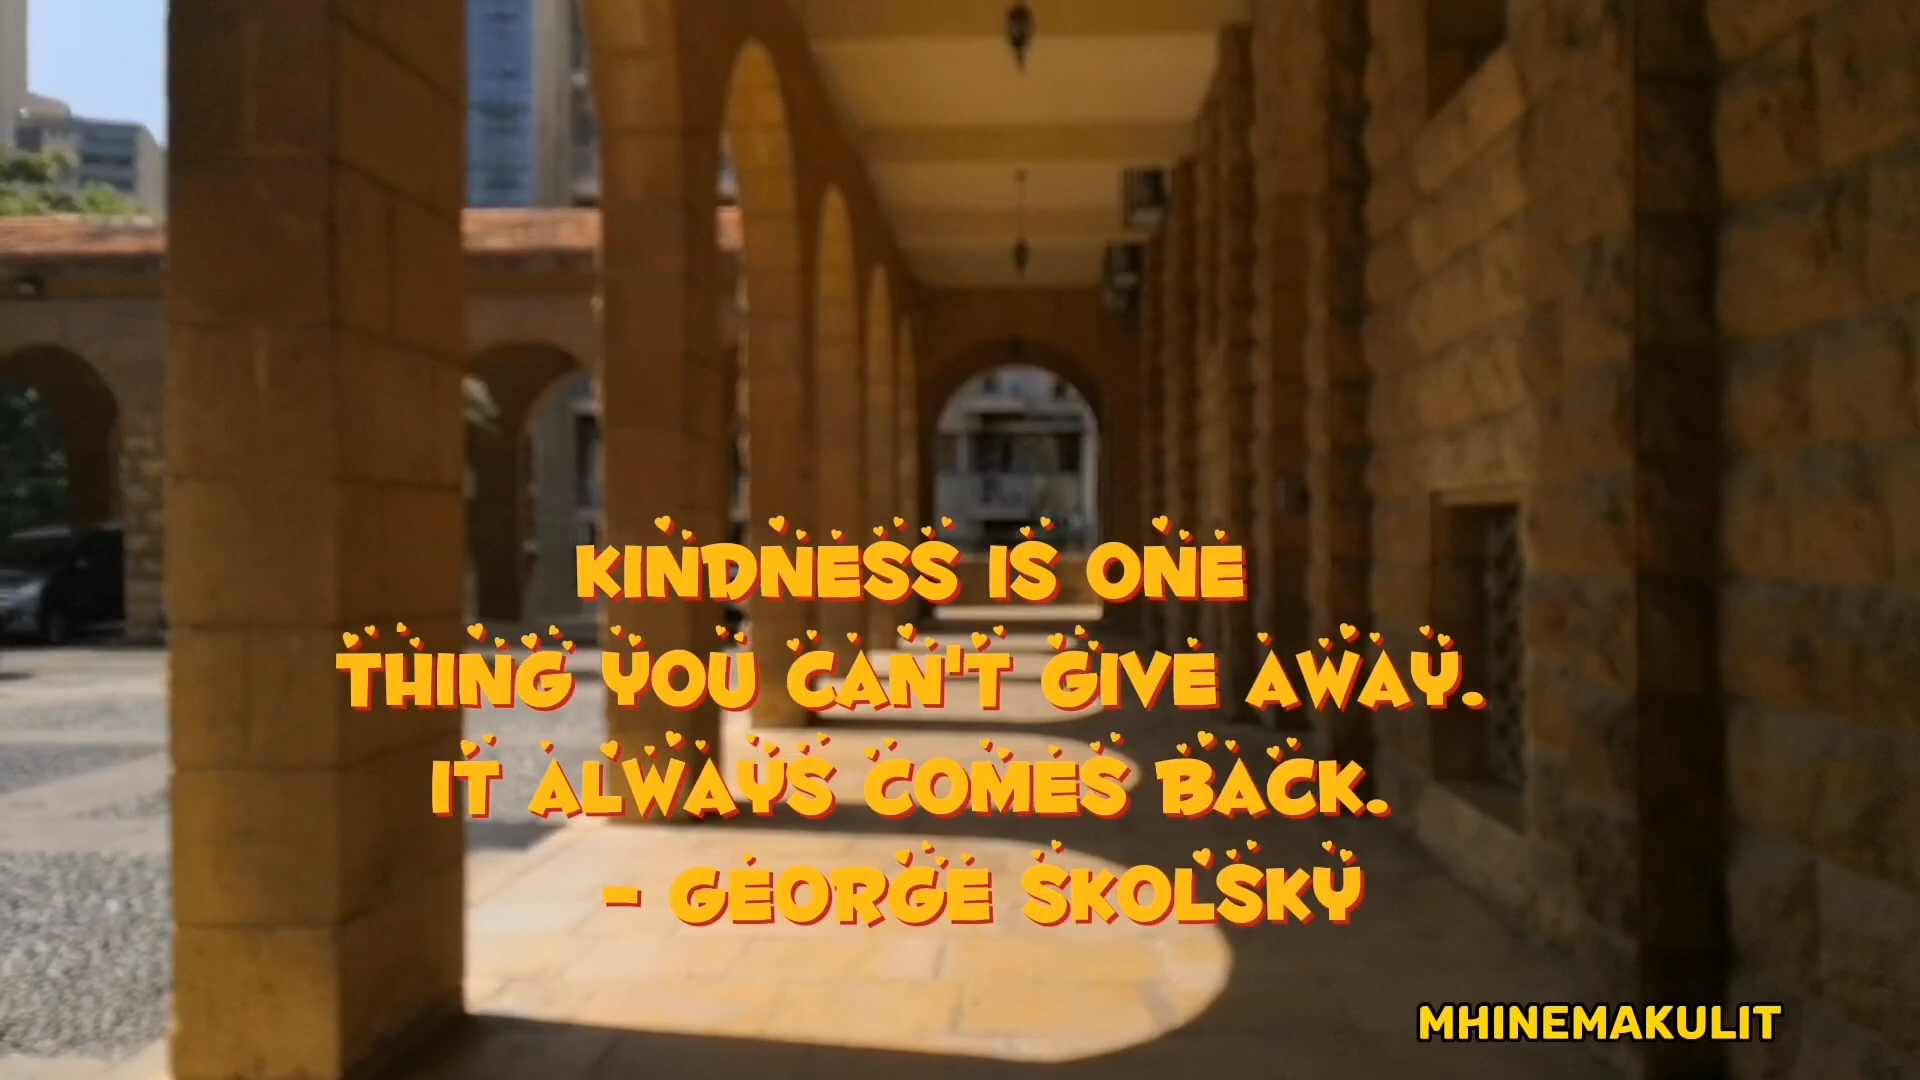 KINDNESS IS ONE
THING YOU CAN'T GIVE AWAY.
IT ALWAYS COMES BACK.
- GEORGE SKOLSKY
MHINEMAKULIT